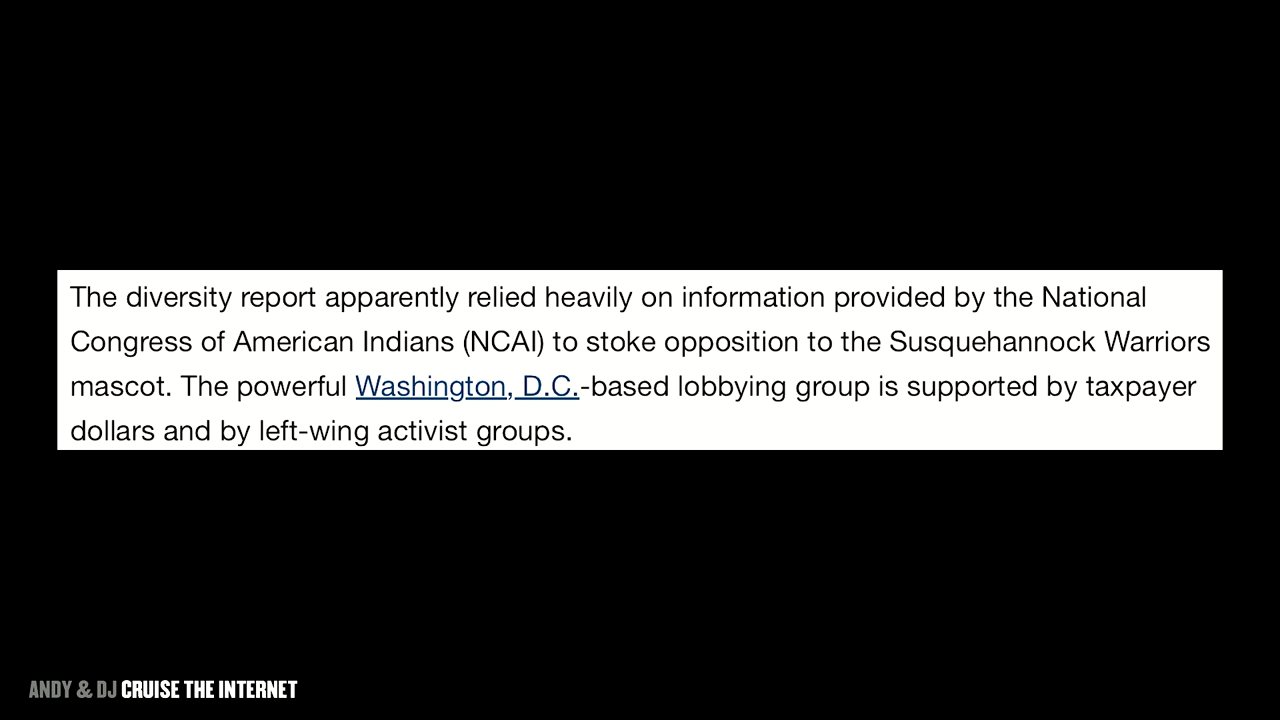 The diversity report apparently relied heavily on information provided by the National
Congress of American Indians (NCAI) to stoke opposition to the Susquehannock Warriors
mascot. The powerful Washington, D.C.-based lobbying group is supported by taxpayer
dollars and by left-wing activist groups.
ANDY & DJ CRUISE THE INTERNET